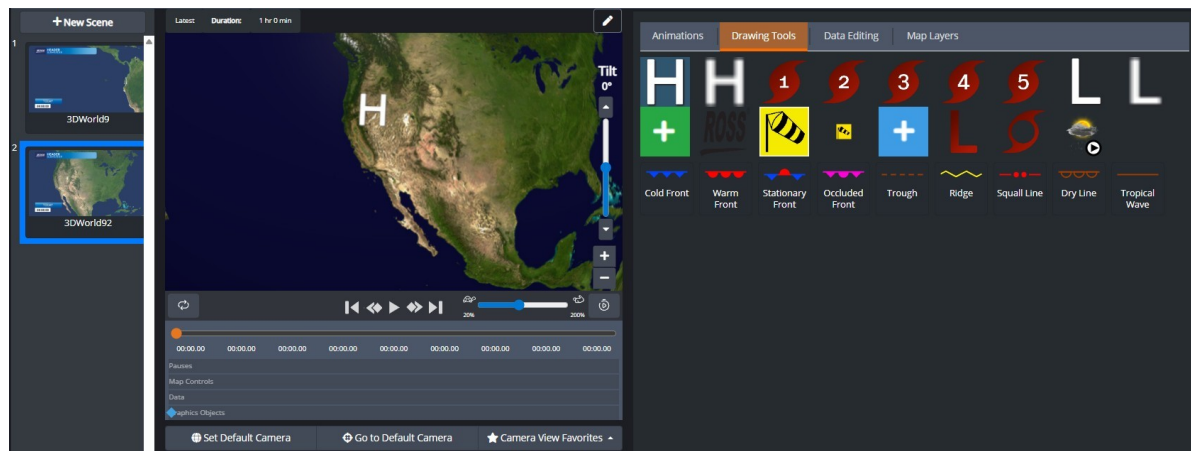 + New Scene
1
3DWorld9
2
3DWorld92
Latest Duration: 1 hr 0 min
H
Tilt
0°
+
−
20%
200%
00:00.00 00:00.00 00:00.00 00:00.00 00:00.00 00:00.00 00:00.00 00:00.00 00:00.00
Pauses
Map Controls
Data
Graphics Objects
Set Default Camera
Go to Default Camera
Camera View Favorites
Animations Drawing Tools Data Editing Map Layers
H H 1 2 3 4 5 L L
+ ROSS + L
Cold Front
Warm
Front
Stationary
Front
Occluded
Front
Trough
Ridge
Squall Line
Dry Line
Tropical
Wave